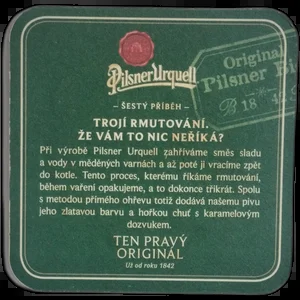 Pilsner Urquell
Original
Pilsner
18
– ŠESTÝ PŘÍBĚH –
TROJÍ RMUTOVÁNÍ.
ŽE VÁM TO NIC NEŘÍKÁ?
Při výrobě Pilsner Urquell zahříváme směs sladu
a vody v měděných varnách a až poté ji vracíme zpět
do kotle. Tento proces, kterému říkáme rmutování,
během vaření opakujeme, a to dokonce třikrát. Spolu
s metodou přímého ohřevu totiž dodává našemu pivu
jeho zlatavou barvu a hořkou chuť s karamelovým
dozvukem.
TEN PRAVÝ
ORIGINÁL
Už od roku 1842